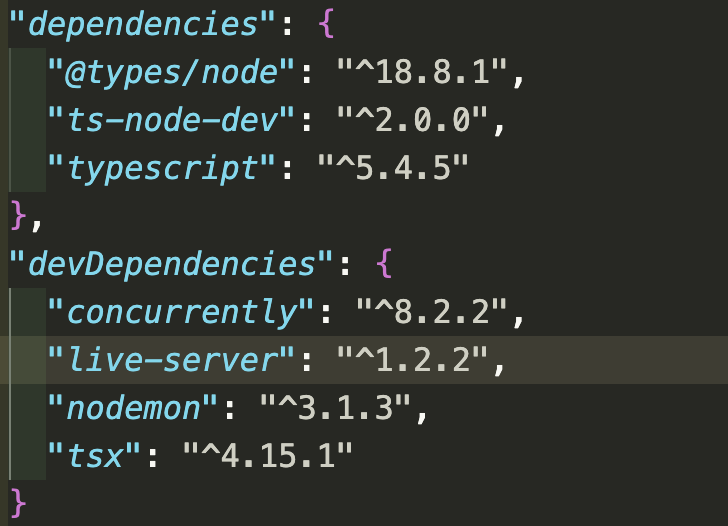 "dependencies": {
"@types/node": "^18.8.1",
"ts-node-dev": "^2.0.0",
"typescript": "^5.4.5"
},
"devDependencies": {
"concurrently": "^8.2.2",
"live-server": "^1.2.2",
"nodemon": "^3.1.3",
"tsx": "^4.15.1"
}